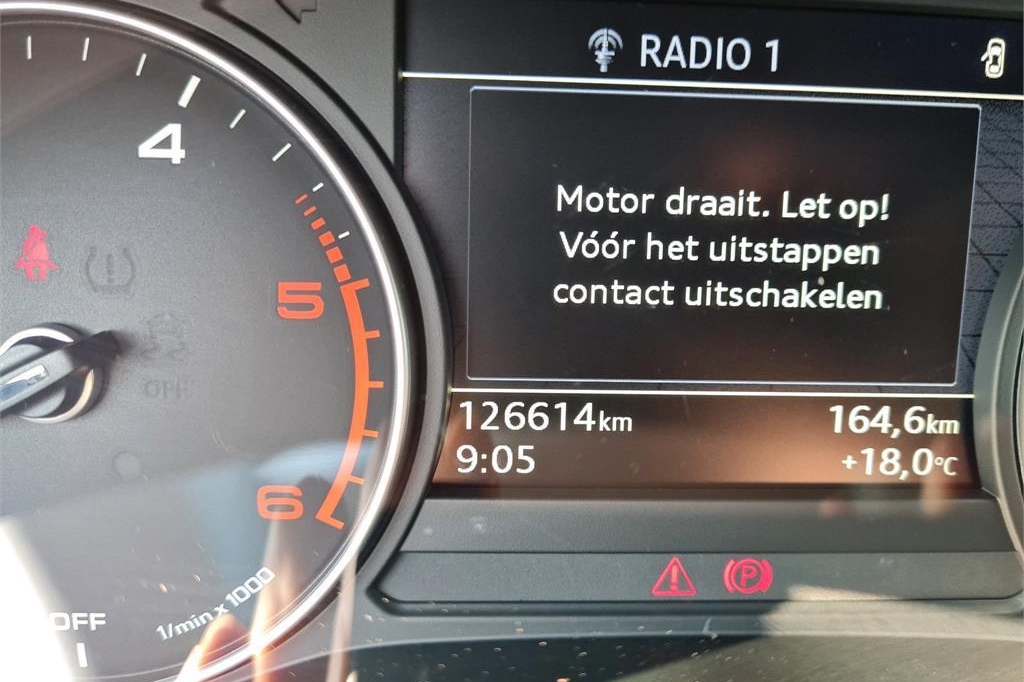 RADIO 1
4
5
6
Motor draait. Let op!
Vóór het uitstappen
contact uitschakelen
126614km 164,6km
9:05 +18,0°C
P
OFF
1/min x 1000